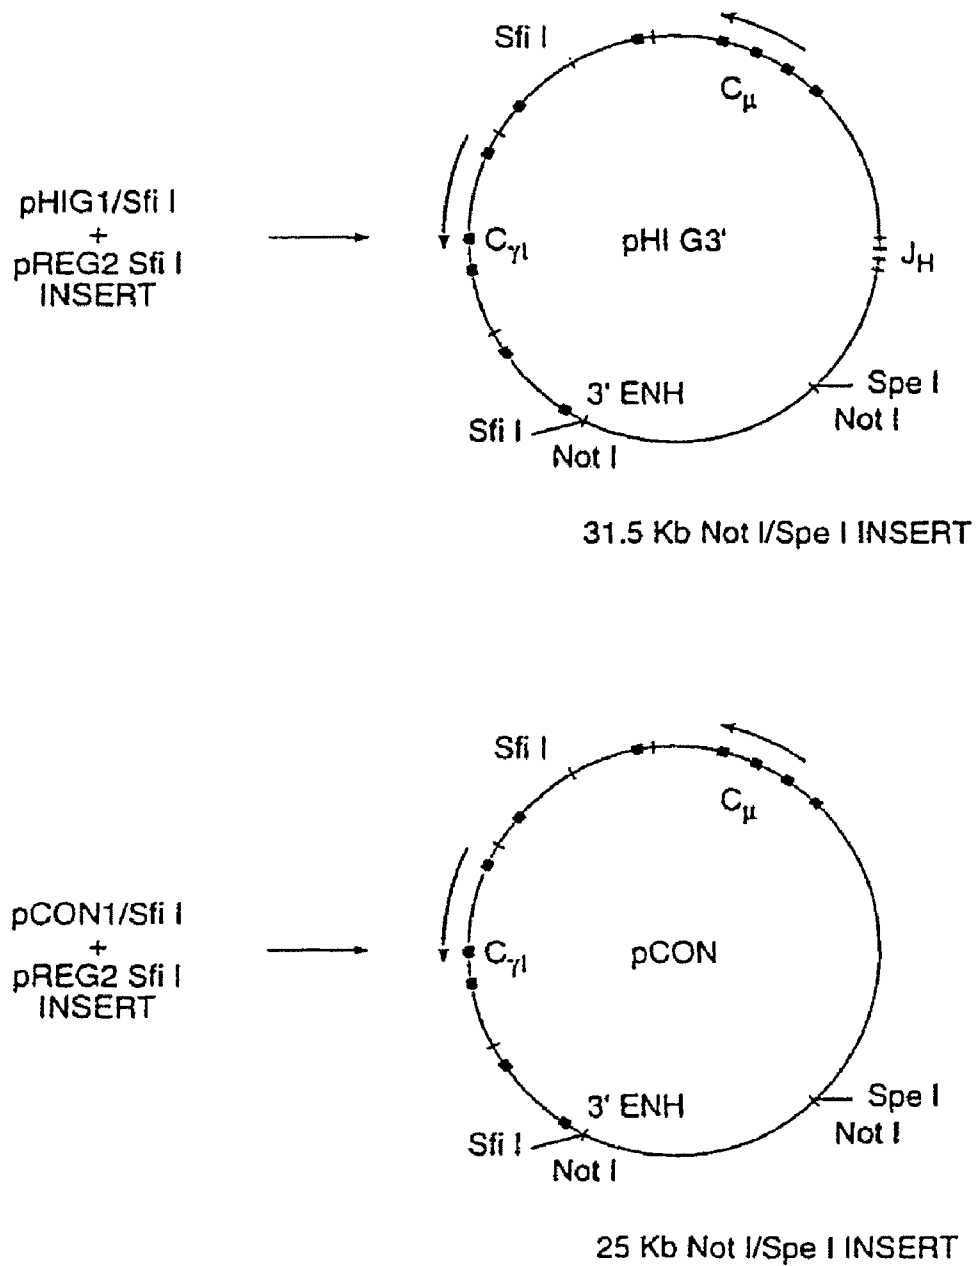 Sfi I
Cμ
pHIG1/Sfi I
+
pREG2 Sfi I
INSERT
CγI
pHI G3'
JH
3' ENH
Spe I
Not I
Sfi I
Not I
31.5 Kb Not I/Spe I INSERT
Sfi I
Cμ
pCON1/Sfi I
+
pREG2 Sfi I
INSERT
CγI
pCON
3' ENH
Spe I
Not I
Sfi I
Not I
25 Kb Not I/Spe I INSERT